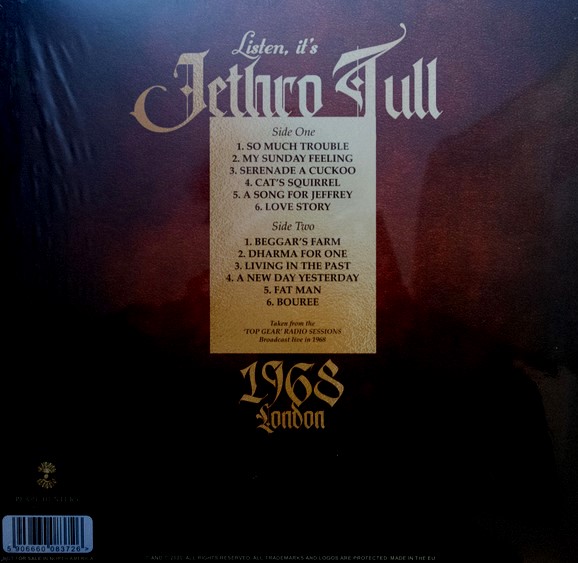 Listen, it's
Jethro Tull
Side One
1. SO MUCH TROUBLE
2. MY SUNDAY FEELING
3. SERENADE A CUCKOO
4. CAT'S SQUIRREL
5. A SONG FOR JEFFREY
6. LOVE STORY
Side Two
1. BEGGAR'S FARM
2. DHARMA FOR ONE
3. LIVING IN THE PAST
4. A NEW DAY YESTERDAY
5. FAT MAN
6. BOUREE
Taken from the
'TOP GEAR' RADIO SESSIONS
Broadcast live in 1968
1968
London
5 906660 083726 >
ALL RIGHTS RESERVED. ALL TRADEMARKS AND LOGOS ARE PROTECTED. MADE IN THE EU